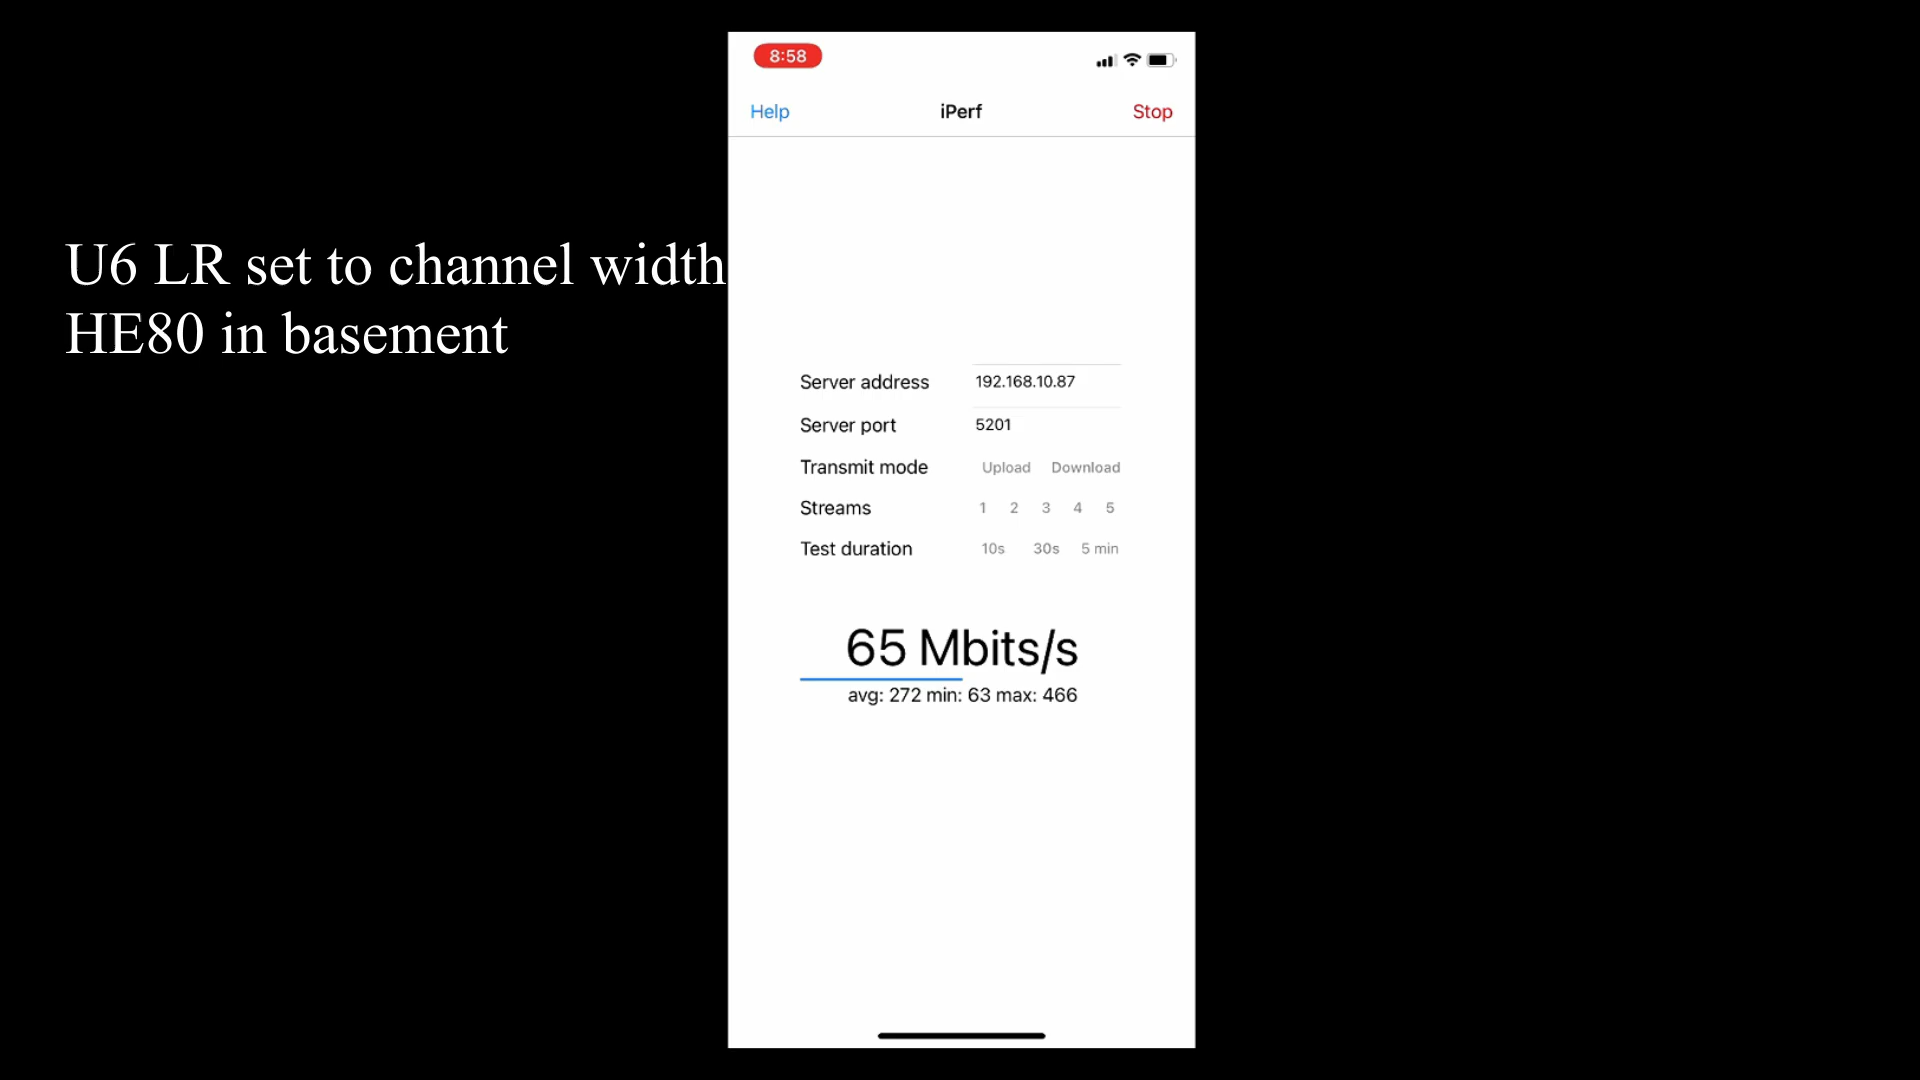 8:58
Help iPerf Stop
U6 LR set to channel width
HE80 in basement
Server address 192.168.10.87
Server port 5201
Transmit mode Upload Download
Streams 1 2 3 4 5
Test duration 10s 30s 5 min
65 Mbits/s
avg: 272 min: 63 max: 466